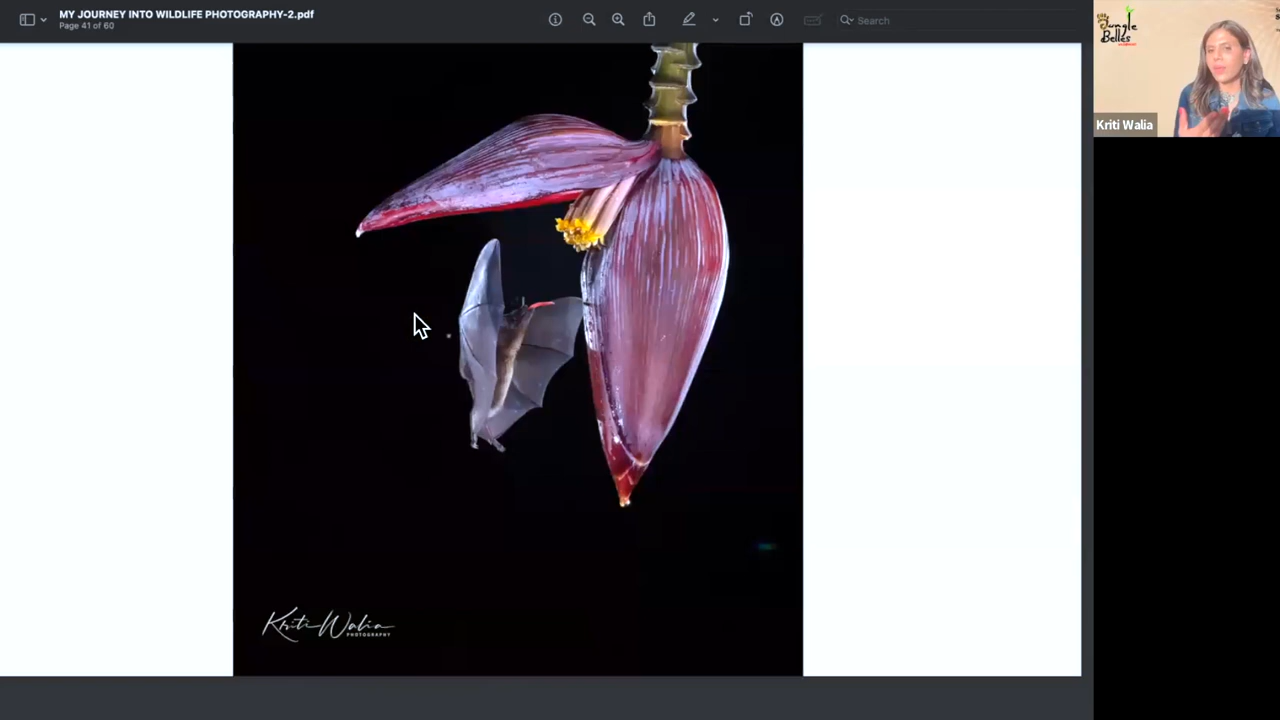 MY JOURNEY INTO WILDLIFE PHOTOGRAPHY-2.pdf
Page 41 of 60
Search
Jungle
Belles
Kriti Walia
Kriti Walia
PHOTOGRAPHY